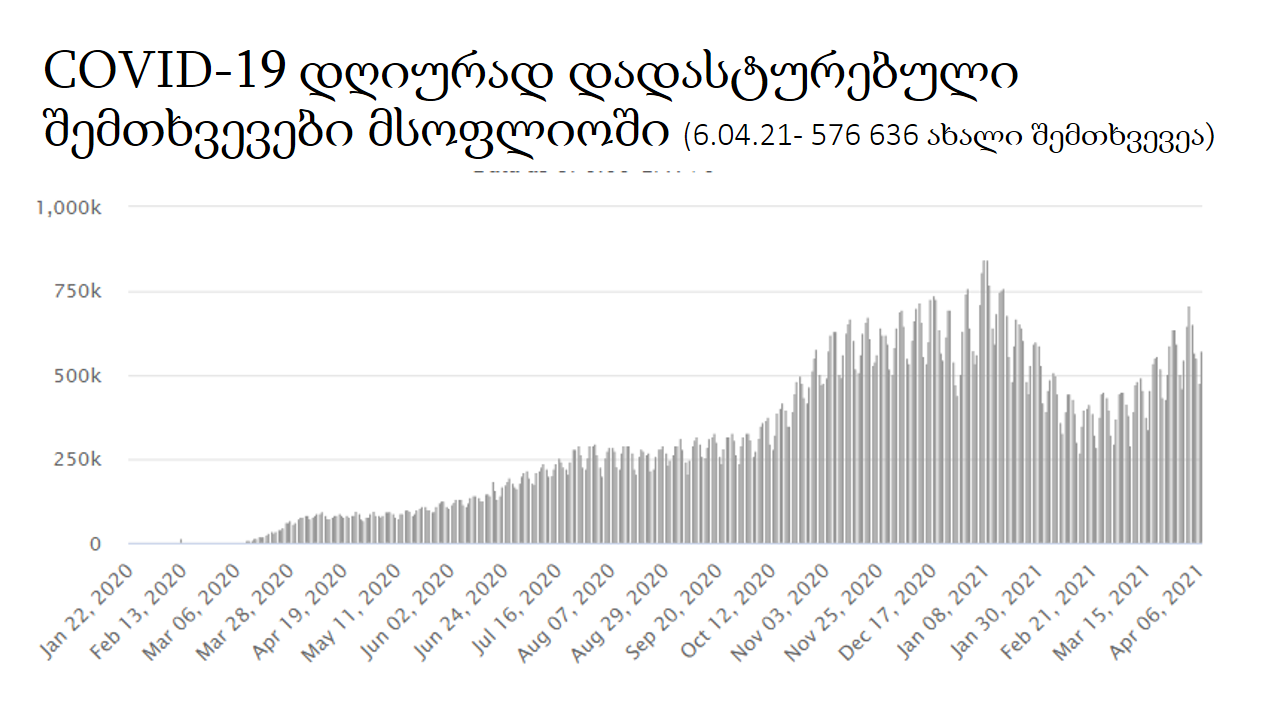 COVID-19 დღიურად დადასტურებული
შემთხვევები მსოფლიოში (6.04.21- 576 636 ახალი შემთხვევეა)
1,000k
750k
500k
250k
0
Jan 22, 2020
Feb 13, 2020
Mar 06, 2020
Mar 28, 2020
Apr 19, 2020
May 11, 2020
Jun 02, 2020
Jun 24, 2020
Jul 16, 2020
Aug 07, 2020
Aug 29, 2020
Sep 20, 2020
Oct 12, 2020
Nov 03, 2020
Nov 25, 2020
Dec 17, 2020
Jan 08, 2021
Jan 30, 2021
Feb 21, 2021
Mar 15, 2021
Apr 06, 2021